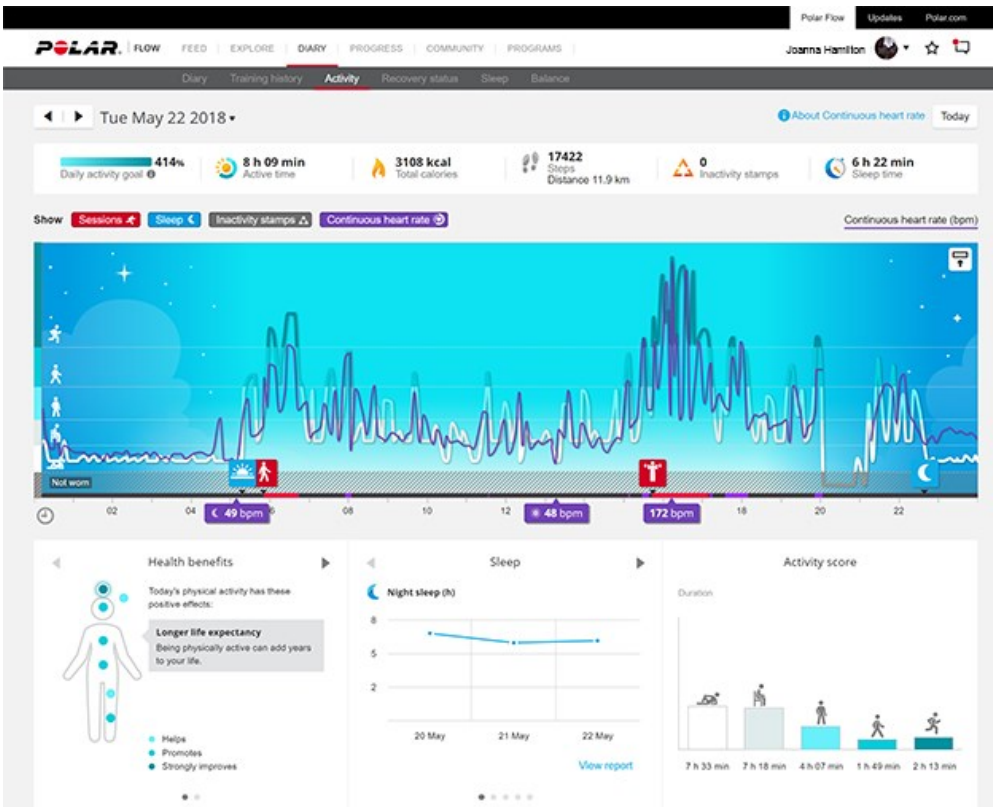 Polar Flow Updates Polar.com
POLAR. FLOW FEED EXPLORE DIARY PROGRESS COMMUNITY PROGRAMS Joanna Hamilton
Diary Training history Activity Recovery status Sleep Balance
Tue May 22 2018 About Continuous heart rate Today
414% 8 h 09 min 3108 kcal 17422 0 6 h 22 min
Daily activity goal Active time Total calories Steps Inactivity stamps Sleep time
Distance 11.9 km
Show Sessions Sleep Inactivity stamps Continuous heart rate Continuous heart rate (bpm)
Not worn
02 04 06 08 10 12 18 20 22
49 bpm 48 bpm 172 bpm
Health benefits
Today's physical activity has these
positive effects:
Longer life expectancy
Being physically active can add years
to your life.
Helps
Promotes
Strongly improves
Sleep
Night sleep (h)
8
5
2
20 May 21 May 22 May
View report
Activity score
Duration
7 h 33 min 7 h 18 min 4 h 07 min 1 h 49 min 2 h 13 min